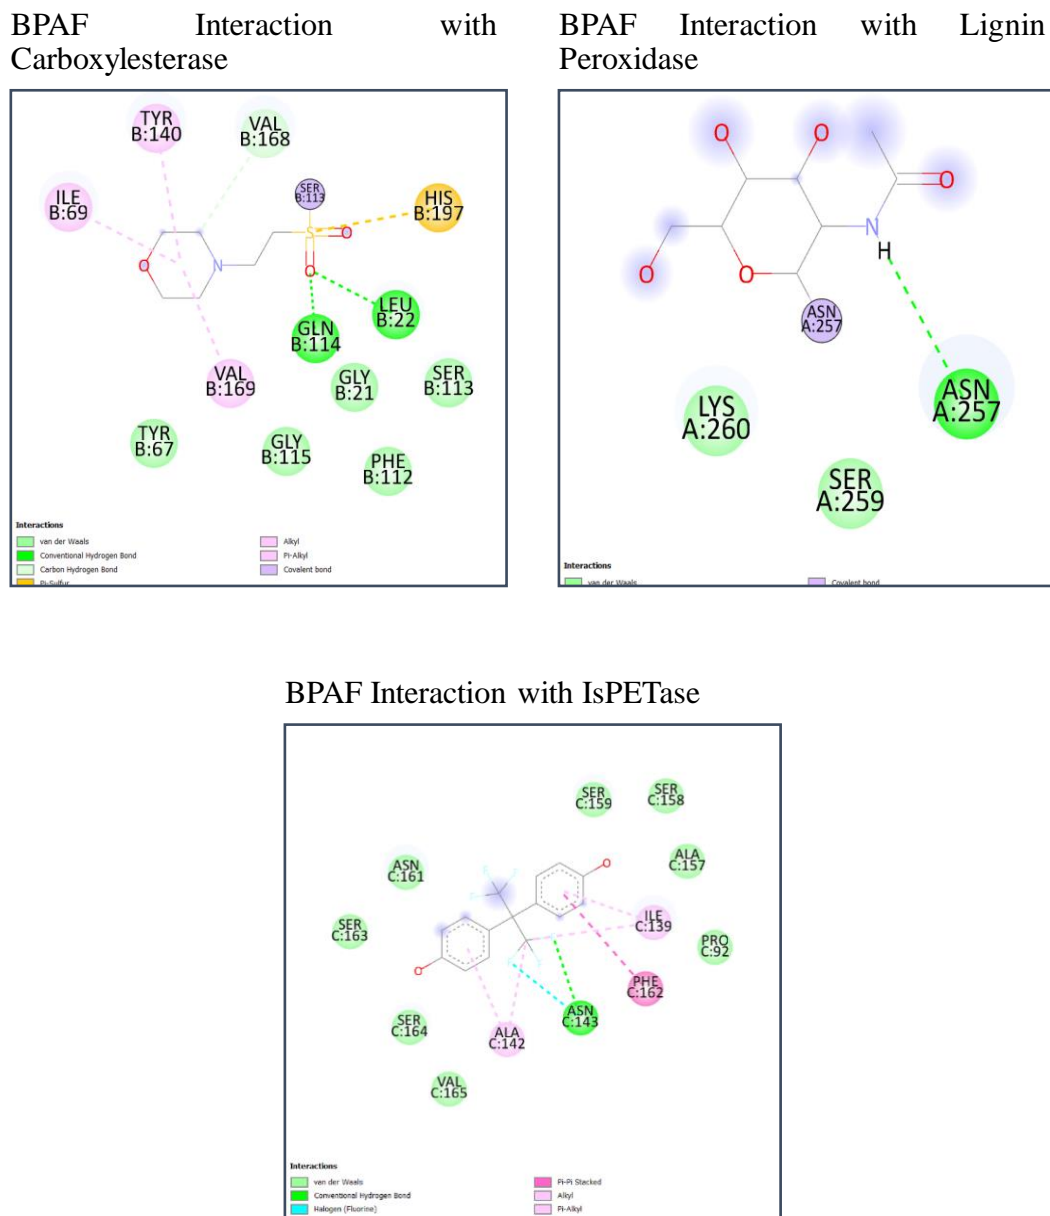 BPAF Interaction with
Carboxylesterase
TYR
B:140
VAL
B:168
ILE
B:69
SER
B:113
HIS
B:197
O
N
S
O
O
LEU
B:22
GLN
B:114
VAL
B:169
GLY
B:21
SER
B:113
TYR
B:67
GLY
B:115
PHE
B:112
Interactions
van der Waals
Conventional Hydrogen Bond
Carbon Hydrogen Bond
Pi-Sulfur
Alkyl
Pi-Alkyl
Covalent bond
BPAF Interaction with Lignin
Peroxidase
O
O
O
N
H
O
O
ASN
A:257
ASN
A:257
LYS
A:260
SER
A:259
Interactions
van der Waals
Covalent bond
BPAF Interaction with IsPETase
SER
C:159
SER
C:158
ASN
C:161
ALA
C:157
O
F
F
F
SER
C:163
ILE
C:139
PRO
C:92
O
F
F
F
PHE
C:162
SER
C:164
ALA
C:142
ASN
C:143
VAL
C:165
Interactions
van der Waals
Conventional Hydrogen Bond
Halogen (Fluorine)
Pi-Pi Stacked
Alkyl
Pi-Alkyl